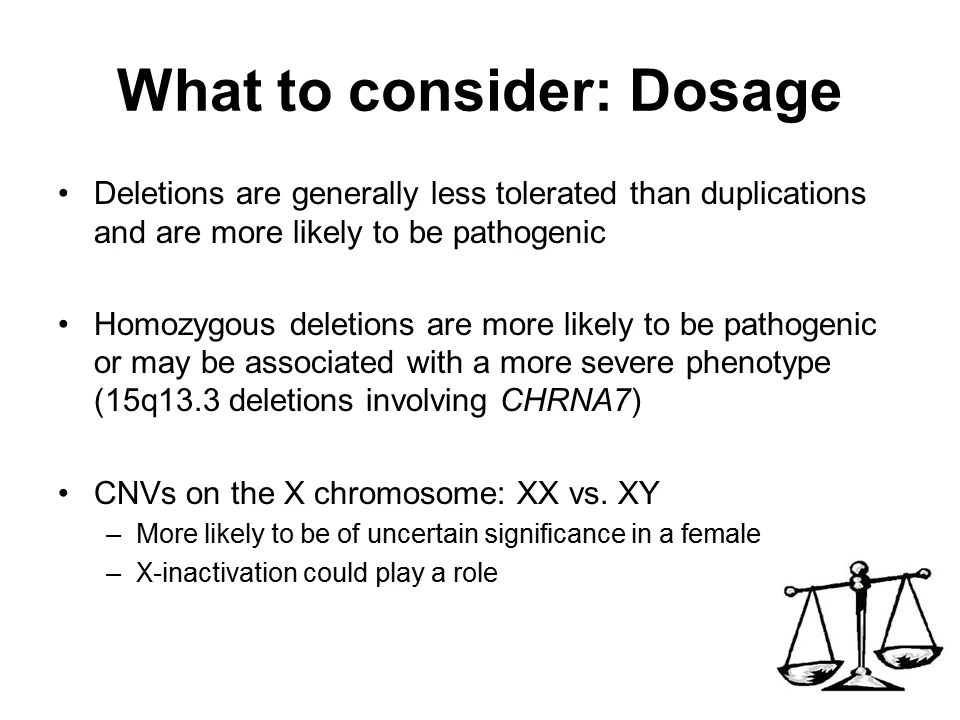 What to consider: Dosage
• Deletions are generally less tolerated than duplications
and are more likely to be pathogenic
• Homozygous deletions are more likely to be pathogenic
or may be associated with a more severe phenotype
(15q13.3 deletions involving CHRNA7)
• CNVs on the X chromosome: XX vs. XY
– More likely to be of uncertain significance in a female
– X-inactivation could play a role